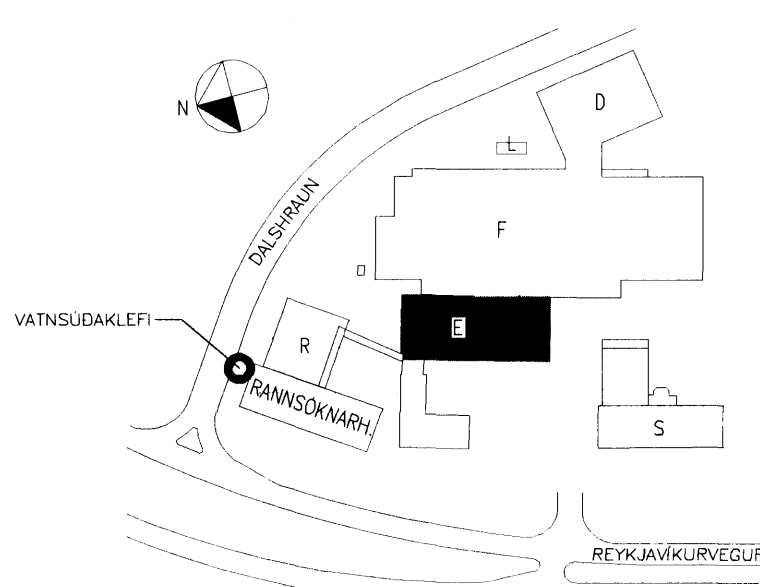 N
D
L
DALSHRAUN
F
VATNSÚÐAKLEFI
E
R
RANNSÓKNARH.
S
REYKJAVÍKURVEGUR